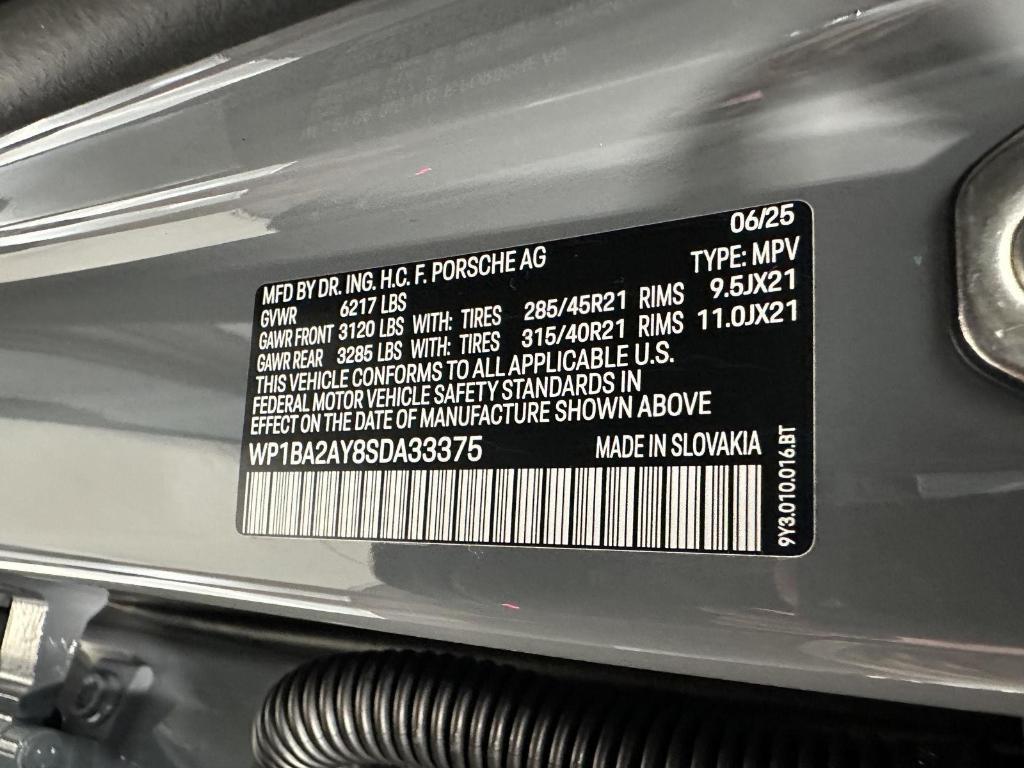 06/25
MFD BY DR. ING. H.C. F. PORSCHE AG TYPE: MPV
GVWR 6217 LBS
GAWR FRONT 3120 LBS WITH: TIRES 285/45R21 RIMS 9.5JX21
GAWR REAR 3285 LBS WITH: TIRES 315/40R21 RIMS 11.0JX21
THIS VEHICLE CONFORMS TO ALL APPLICABLE U.S.
FEDERAL MOTOR VEHICLE SAFETY STANDARDS IN
EFFECT ON THE DATE OF MANUFACTURE SHOWN ABOVE
WP1BA2AY8SDA33375 MADE IN SLOVAKIA
9Y3.010.016.BT